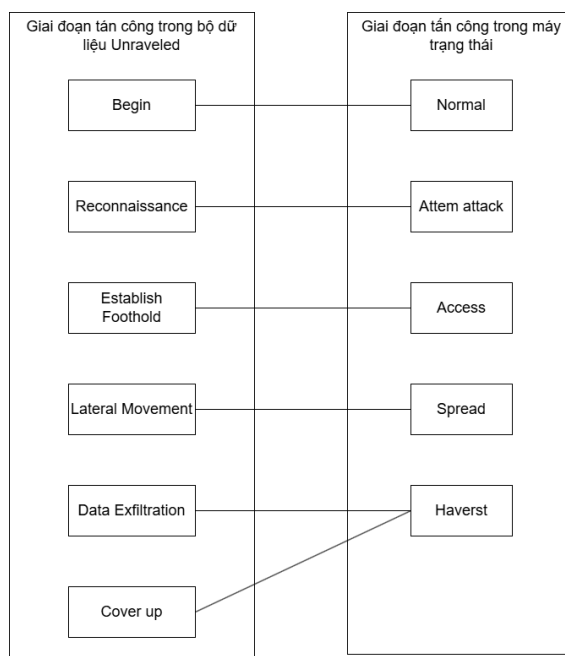 Giai đoạn tán công trong bộ dữ
liệu Unraveled
Giai đoạn tấn công trong máy
trạng thái
Begin
Normal
Reconnaissance
Attem attack
Establish
Foothold
Access
Lateral Movement
Spread
Data Exfiltration
Haverst
Cover up